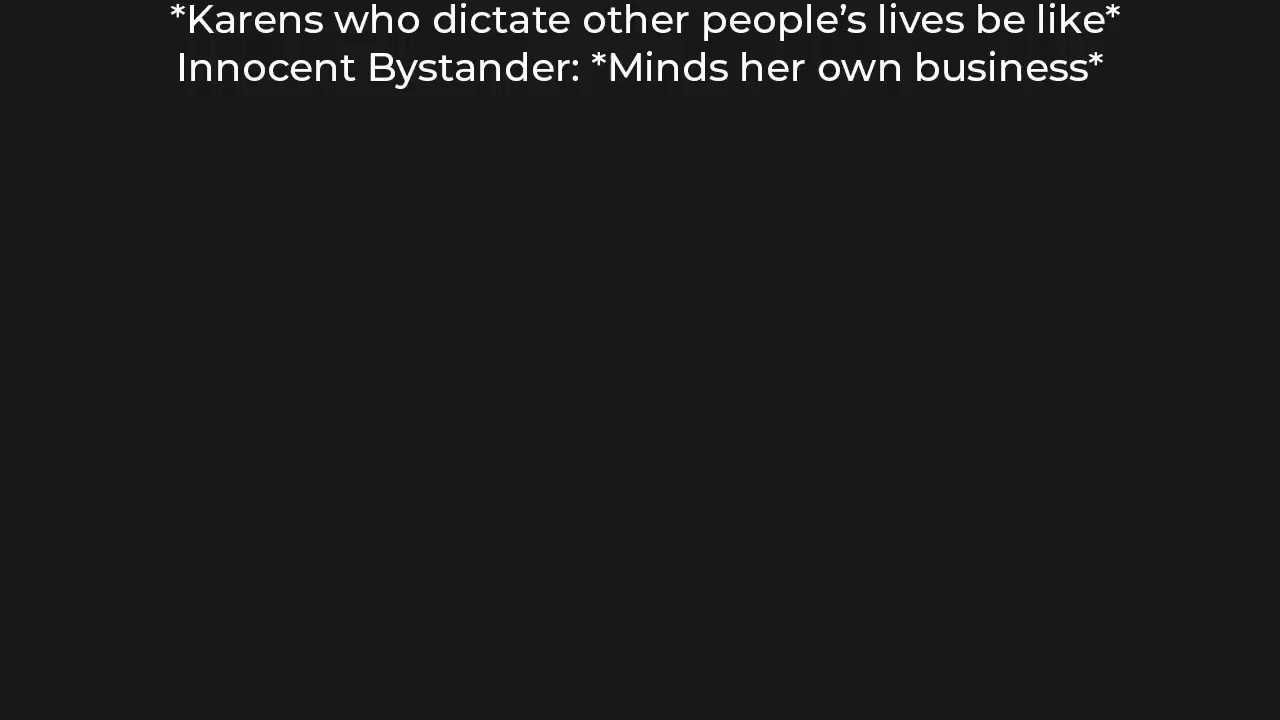 *Karens who dictate other people’s lives be like*
Innocent Bystander: *Minds her own business*